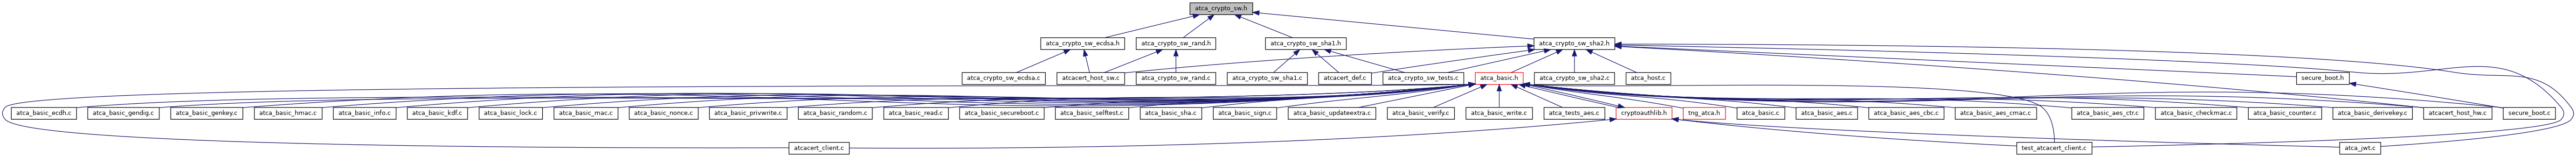 atca_crypto_sw.h
atca_crypto_sw_ecdsa.h atca_crypto_sw_rand.h atca_crypto_sw_sha1.h atca_crypto_sw_sha2.h
atca_crypto_sw_ecdsa.c atcacert_host_sw.c atca_crypto_sw_rand.c atca_crypto_sw_sha1.c atcacert_def.c atca_crypto_sw_tests.c atca_basic.h atca_crypto_sw_sha2.c atca_host.c secure_boot.h
atca_basic_ecdh.c atca_basic_gendig.c atca_basic_genkey.c atca_basic_hmac.c atca_basic_info.c atca_basic_kdf.c atca_basic_lock.c atca_basic_mac.c atca_basic_nonce.c atca_basic_privwrite.c atca_basic_random.c atca_basic_read.c atca_basic_secureboot.c atca_basic_selftest.c atca_basic_sha.c atca_basic_sign.c atca_basic_updateextra.c atca_basic_verify.c atca_basic_write.c atca_tests_aes.c cryptoauthlib.h tng_atca.h atca_basic.c atca_basic_aes.c atca_basic_aes_cbc.c atca_basic_aes_cmac.c atca_basic_aes_ctr.c atca_basic_checkmac.c atca_basic_counter.c atca_basic_derivekey.c atcacert_host_hw.c secure_boot.c
atcacert_client.c test_atcacert_client.c atca_jwt.c